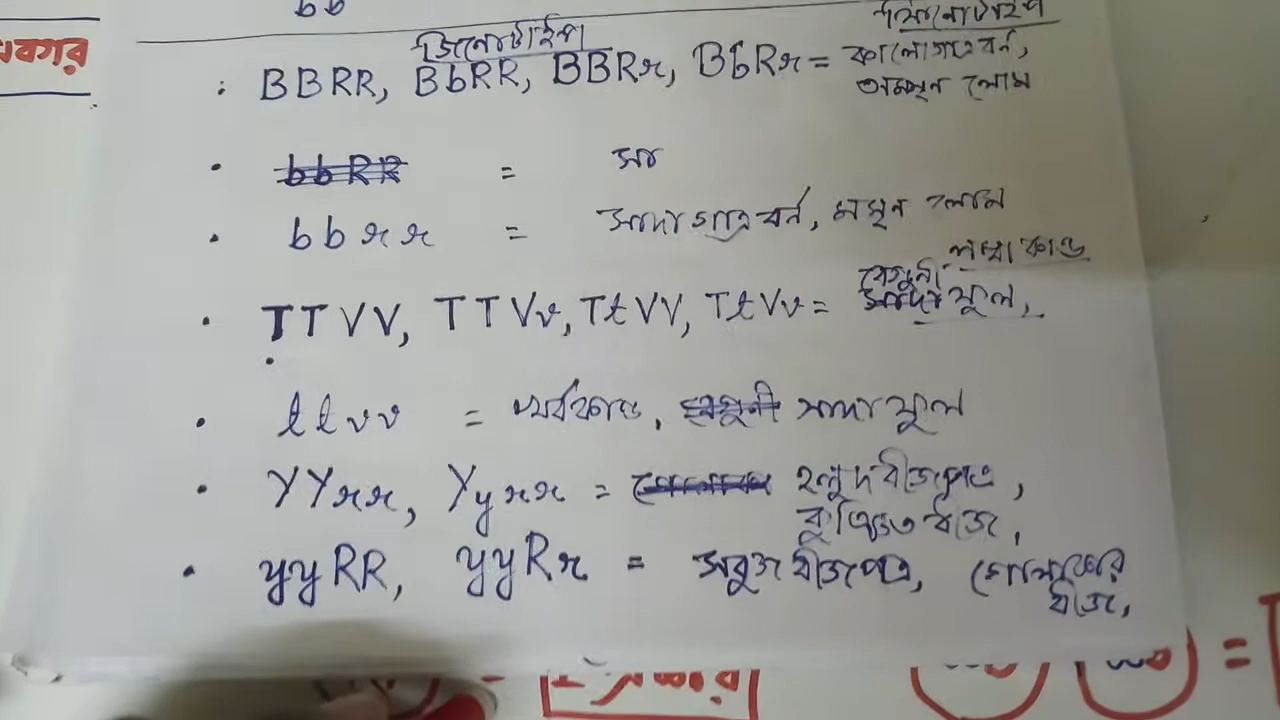 bb
জিনোটাইপ ফিনোটাইপ
: BBRR, BbRR, BBRr, BbRr = কালো গাত্রবর্ন,
অমসৃন লোম
• bbRR = সা
• bbrr = সাদা গাত্রবর্ন, মসৃন লোম
লম্বা কান্ড
বেগুনী
• TTVV, TTVv, TtVV, TtVv = সাদা ফুল,
• ttvv = খর্বকান্ড, বেগুনী সাদা ফুল
• YYrr, Yyrr = হলুদ বীজপত্র,
কুঞ্চিত বীজ,
• yyRR, yyRr = সবুজ বীজপত্র, গোলাকার
বীজ,